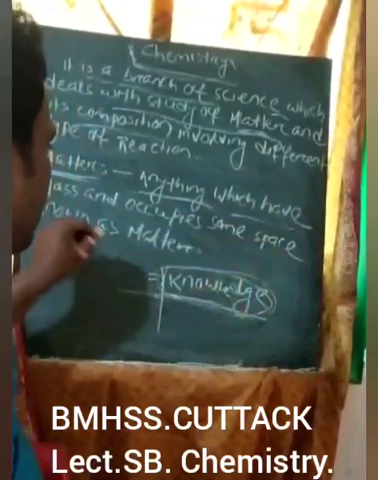 Chemistry
It is a branch of science which
deals with study of Matter and
its composition involving different
type of Reaction.
Matter:- Anything which have
Mass and occupies some space
known as Matter.
= Knowledge
BMHSS.CUTTACK
Lect.SB. Chemistry.